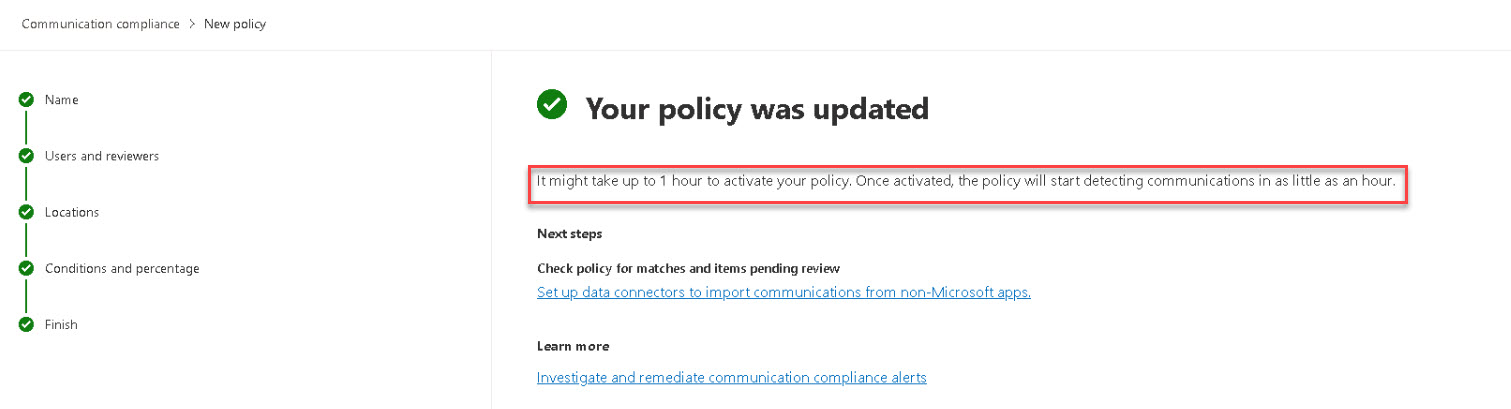 Communication compliance > New policy
Name
Users and reviewers
Locations
Conditions and percentage
Finish
Your policy was updated
It might take up to 1 hour to activate your policy. Once activated, the policy will start detecting communications in as little as an hour.
Next steps
Check policy for matches and items pending review
Set up data connectors to import communications from non-Microsoft apps.
Learn more
Investigate and remediate communication compliance alerts